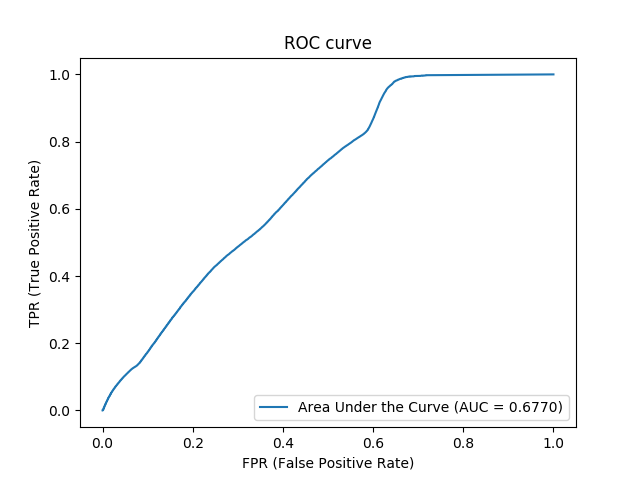 ROC curve
TPR (True Positive Rate)
1.0
0.8
0.6
0.4
0.2
0.0
Area Under the Curve (AUC = 0.6770)
0.0 0.2 0.4 0.6 0.8 1.0
FPR (False Positive Rate)